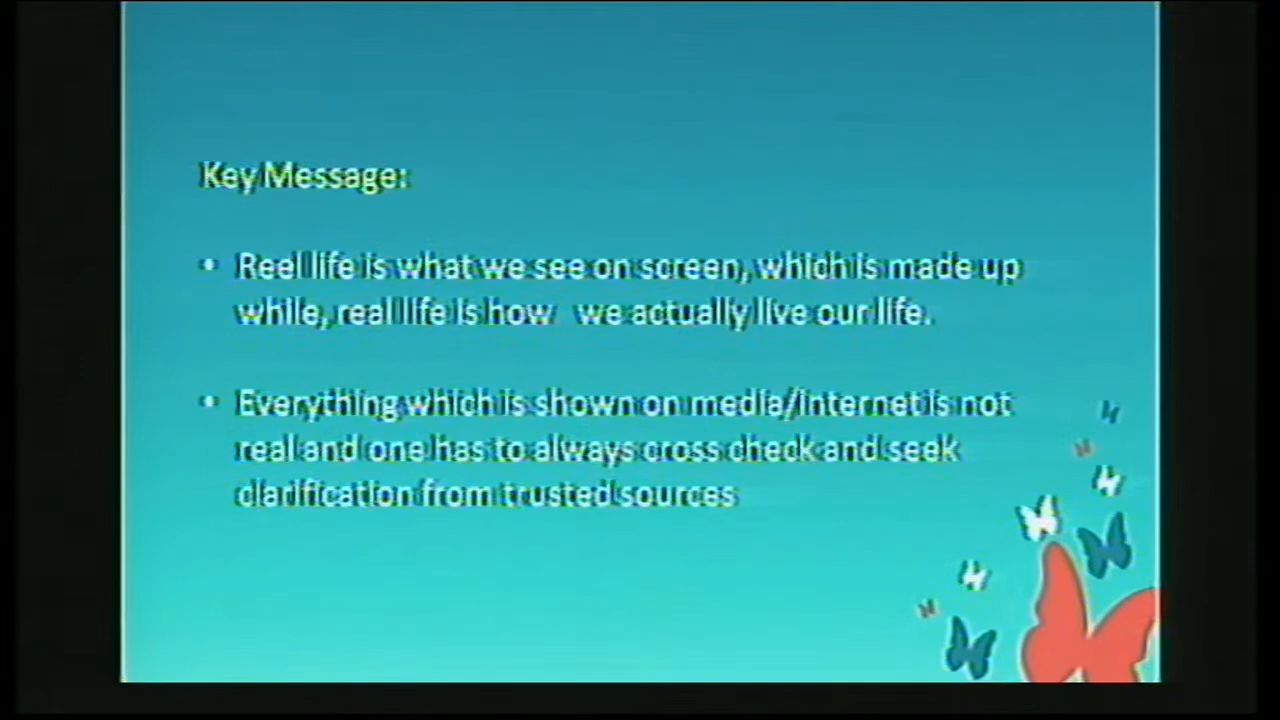 Key Message:
• Reel life is what we see on screen, which is made up
while, real life is how we actually live our life.
• Everything which is shown on media/internet is not
real and one has to always cross check and seek
clarification from trusted sources